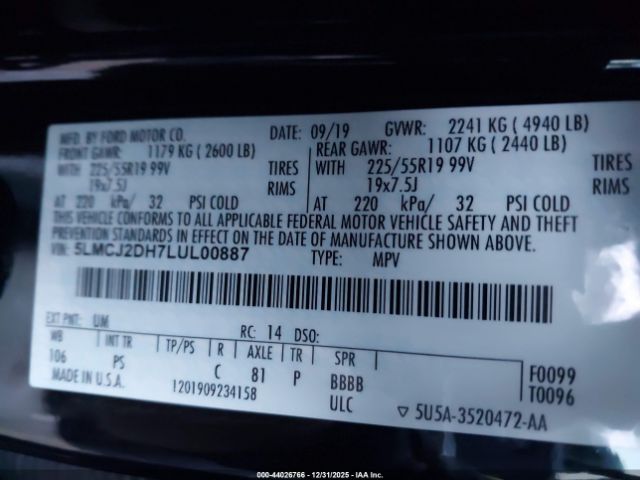 MFD. BY FORD MOTOR CO. DATE: 09/19 GVWR: 2241 KG ( 4940 LB)
FRONT GAWR: 1179 KG ( 2600 LB) REAR GAWR: 1107 KG ( 2440 LB)
WITH 225/55R19 99V TIRES WITH 225/55R19 99V TIRES
19x7.5J RIMS 19x7.5J RIMS
AT 220 kPa/ 32 PSI COLD AT 220 kPa/ 32 PSI COLD
THIS VEHICLE CONFORMS TO ALL APPLICABLE FEDERAL MOTOR VEHICLE SAFETY AND THEFT
PREVENTION STANDARDS IN EFFECT ON THE DATE OF MANUFACTURE SHOWN ABOVE.
VIN: 5LMCJ2DH7LUL00887 TYPE: MPV
EXT PNT: UM RC: 14 DSO:
WB INT TR TP/PS R AXLE TR SPR
106 PS C 81 P BBBB F0099
MADE IN U.S.A. 1201909234158 ULC T0096
5U5A-3520472-AA
000-44026766 - 12/31/2025 - IAA Inc.